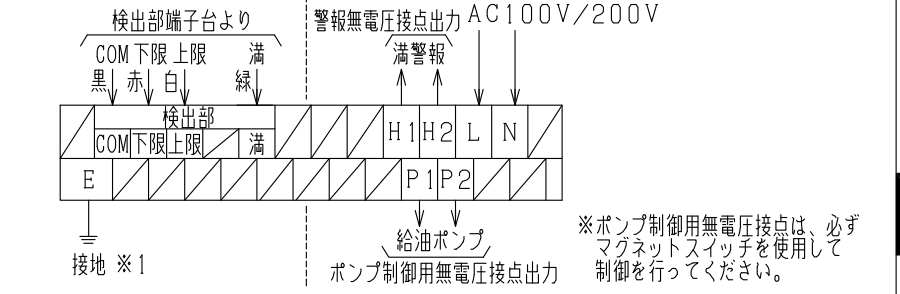 検出部端子台より
COM 下限 上限 満
黒 赤 白 緑
警報無電圧接点出力
満警報
AC100V/200V
検出部
COM 下限 上限 満
H1 H2 L N
E P1 P2
接地 ※1
給油ポンプ
ポンプ制御用無電圧接点出力
※ポンプ制御用無電圧接点は、必ず
マグネットスイッチを使用して
制御を行ってください。